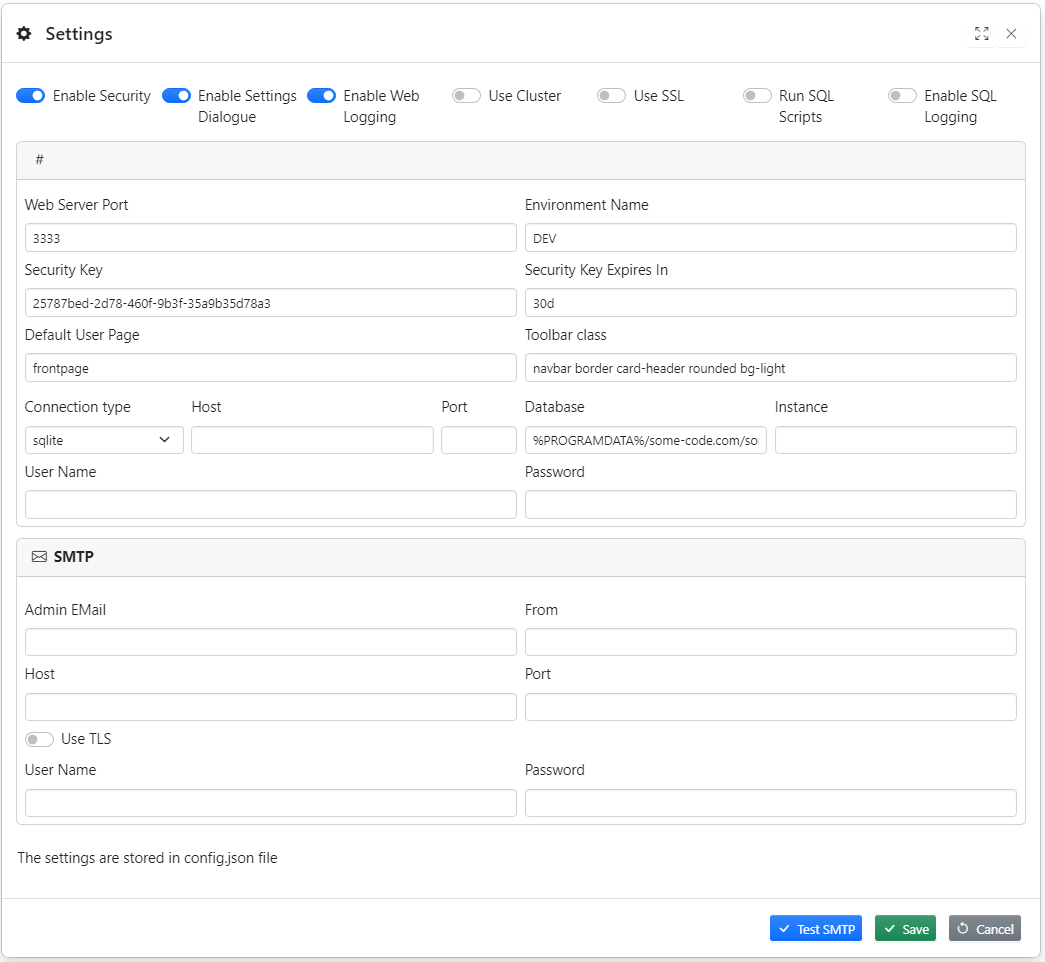 Settings
Enable Security Enable Settings Dialogue Enable Web Logging Use Cluster Use SSL Run SQL Scripts Enable SQL Logging
#
Web Server Port Environment Name
3333 DEV
Security Key Security Key Expires In
25787bed-2d78-460f-9b3f-35a9b35d78a3 30d
Default User Page Toolbar class
frontpage navbar border card-header rounded bg-light
Connection type Host Port Database Instance
sqlite %PROGRAMDATA%/some-code.com/so
User Name Password
SMTP
Admin EMail From
Host Port
Use TLS
User Name Password
The settings are stored in config.json file
Test SMTP Save Cancel